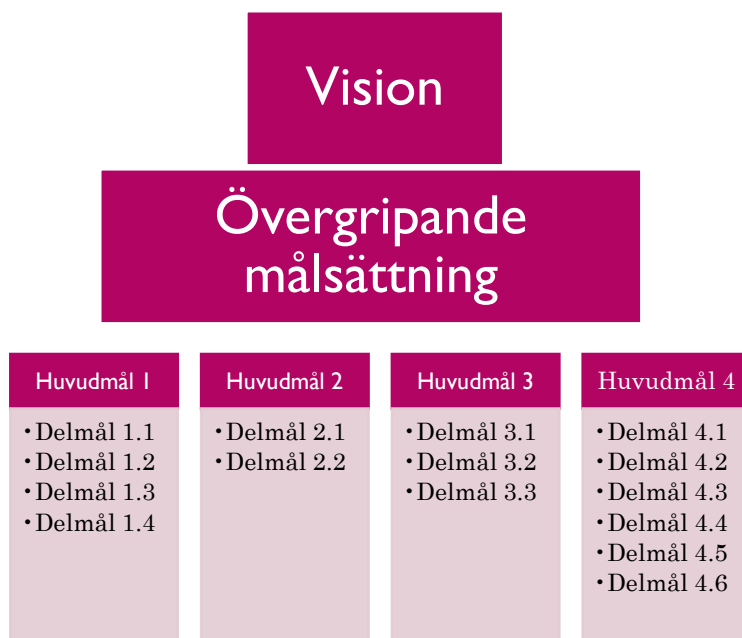 Vision
Övergripande
målsättning
Huvudmål 1
• Delmål 1.1
• Delmål 1.2
• Delmål 1.3
• Delmål 1.4
Huvudmål 2
• Delmål 2.1
• Delmål 2.2
Huvudmål 3
• Delmål 3.1
• Delmål 3.2
• Delmål 3.3
Huvudmål 4
• Delmål 4.1
• Delmål 4.2
• Delmål 4.3
• Delmål 4.4
• Delmål 4.5
• Delmål 4.6